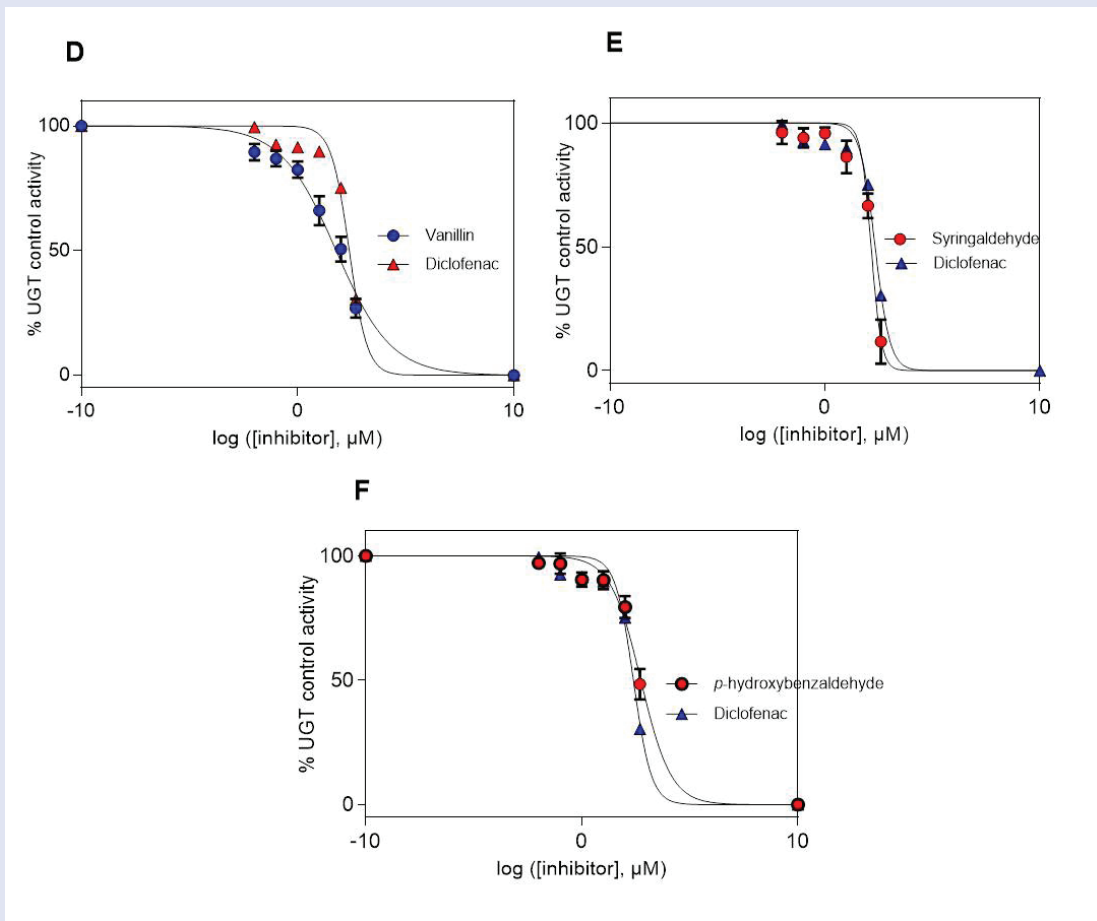 D
% UGT control activity
100
50
0
-10
0
10
log ([inhibitor], µM)
Vanillin
Diclofenac
E
% UGT control activity
100
50
0
-10
0
10
log ([inhibitor], µM)
Syringaldehyde
Diclofenac
F
% UGT control activity
100
50
0
-10
0
10
log ([inhibitor], µM)
p-hydroxybenzaldehyde
Diclofenac